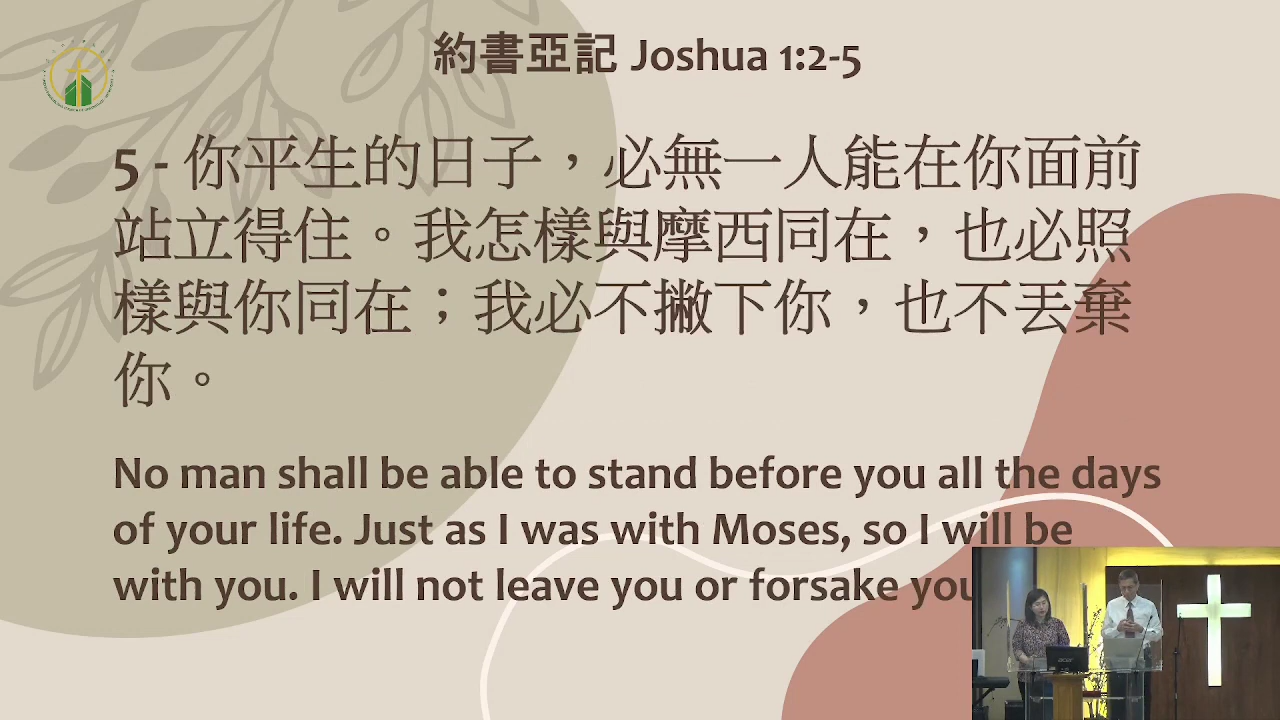 約書亞記 Joshua 1:2-5
5 - 你平生的日子，必無一人能在你面前
站立得住。我怎樣與摩西同在，也必照
樣與你同在；我必不撇下你，也不丟棄
你。
No man shall be able to stand before you all the days
of your life. Just as I was with Moses, so I will be
with you. I will not leave you or forsake you
acer